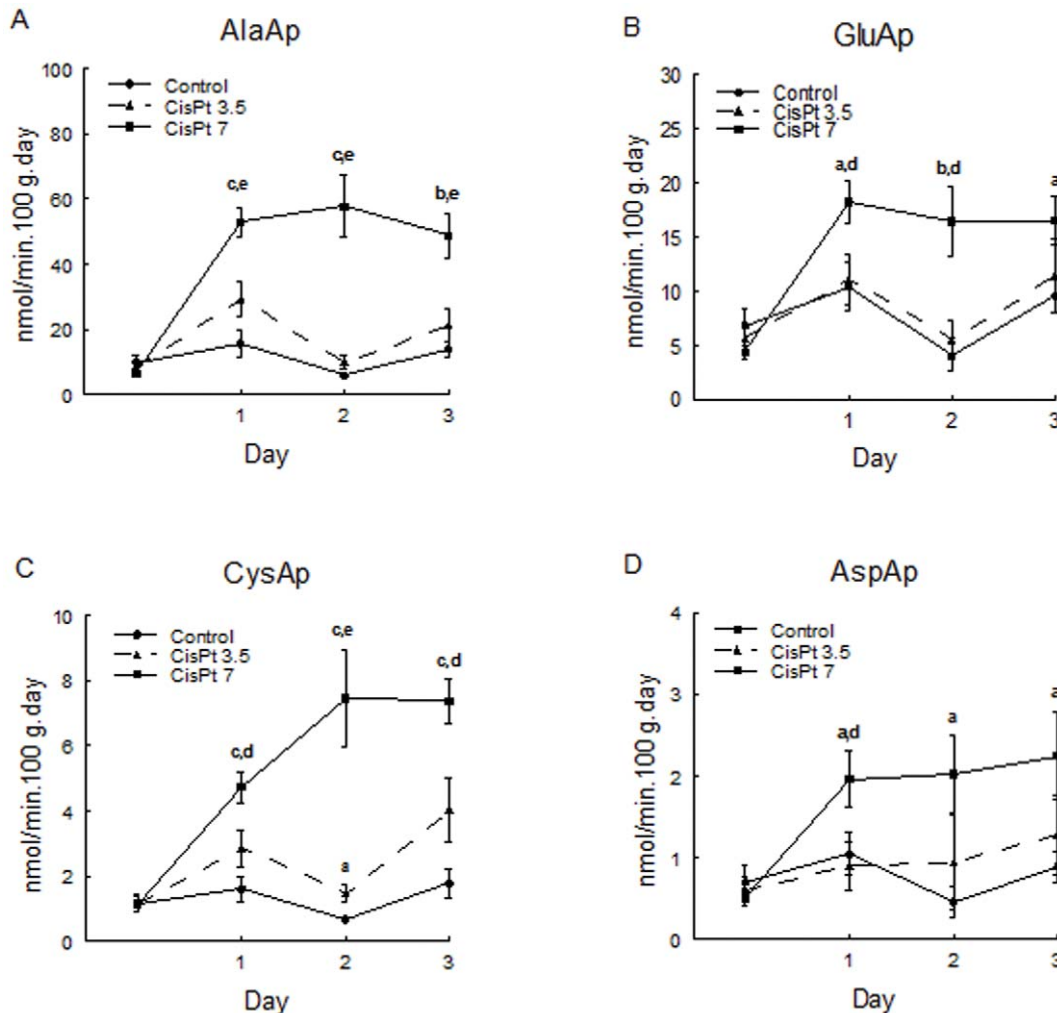 A
AlaAp
100
80
60
40
20
0
nmol/min.100 g.day
Control
CisPt 3.5
CisPt 7
c,e
c,e
b,e
1 2 3
Day
B
GluAp
30
25
20
15
10
5
0
nmol/min.100 g.day
Control
CisPt 3.5
CisPt 7
a,d
b,d
a
1 2 3
Day
C
CysAp
10
8
6
4
2
0
nmol/min.100 g.day
Control
CisPt 3.5
CisPt 7
c,d
c,e
c,d
a
1 2 3
Day
D
AspAp
4
3
2
1
0
nmol/min.100 g.day
Control
CisPt 3.5
CisPt 7
a,d
a
a
1 2 3
Day